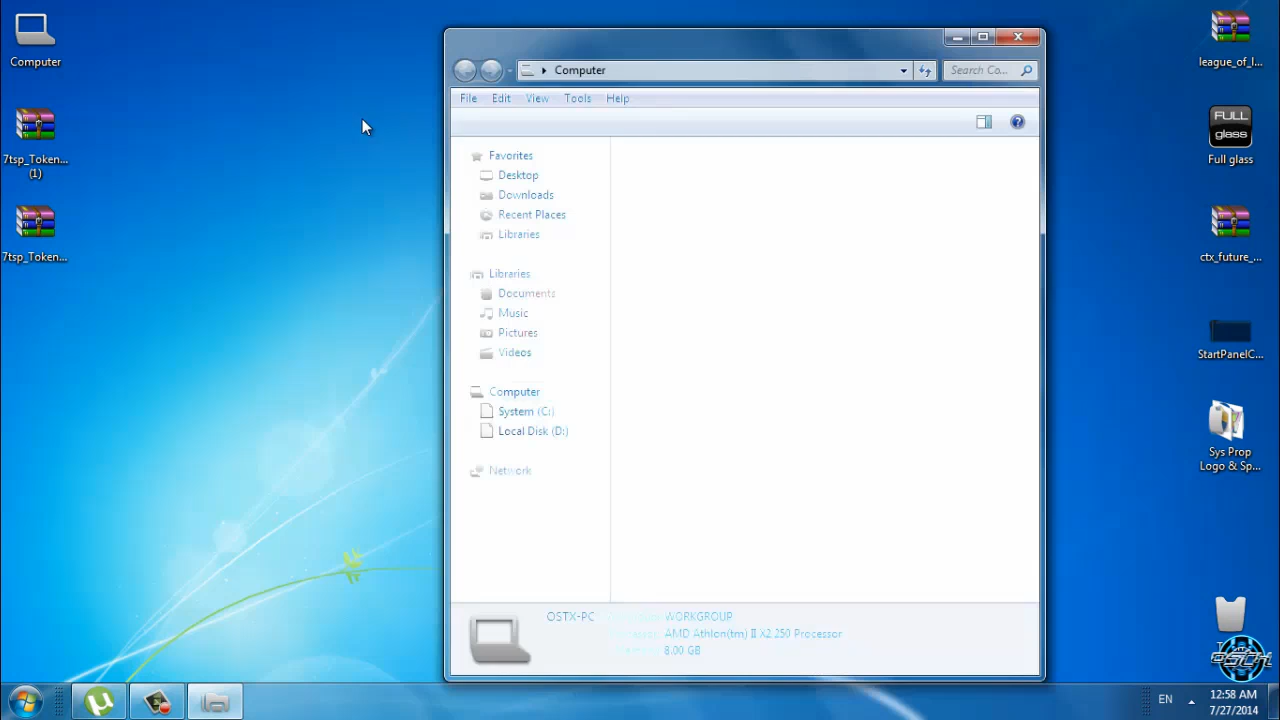 Computer
7tsp_Token...
(1)
7tsp_Token...
Computer
Search Co...
File Edit View Tools Help
Favorites
Desktop
Downloads
Recent Places
Libraries
Libraries
Documents
Music
Pictures
Videos
Computer
System (C:)
Local Disk (D:)
Network
OSTX-PC WORKGROUP
AMD Athlon(tm) II X2 250 Processor
8.00 GB
league_of_l...
FULL
glass
Full glass
ctx_future_...
StartPanelC...
Sys Prop
Logo & Sp...
EN
12:58 AM
7/27/2014